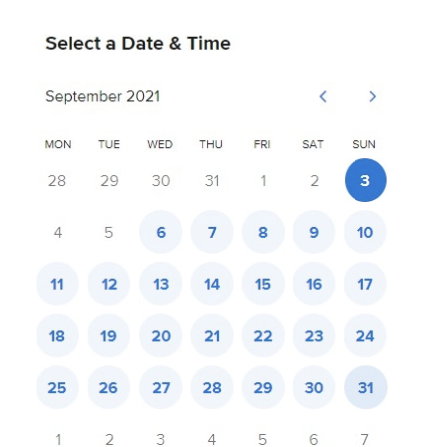 Select a Date & Time
September 2021
MON TUE WED THU FRI SAT SUN
28 29 30 31 1 2 3
4 5 6 7 8 9 10
11 12 13 14 15 16 17
18 19 20 21 22 23 24
25 26 27 28 29 30 31
1 2 3 4 5 6 7